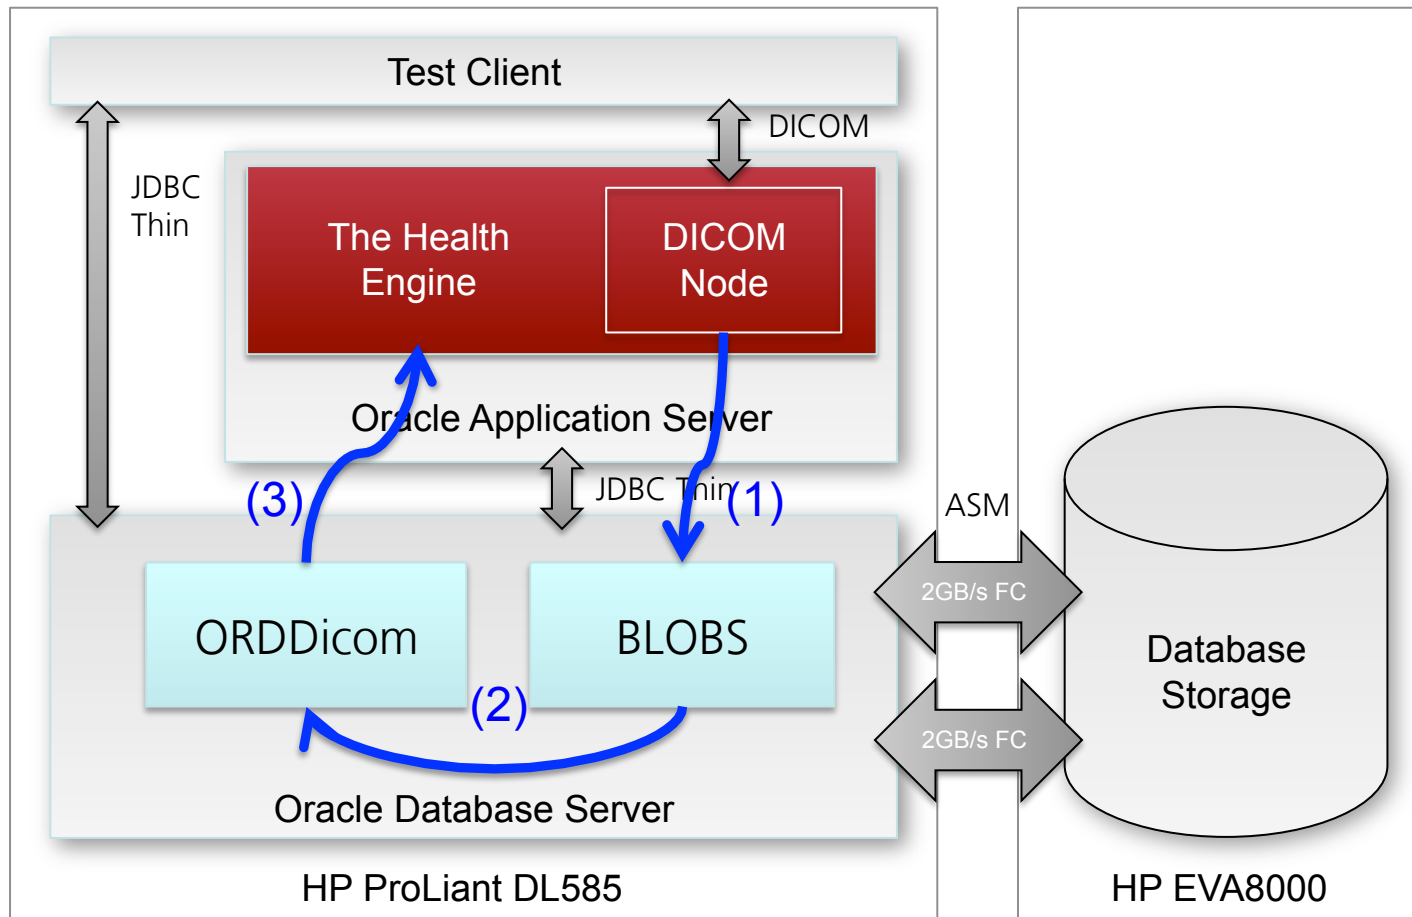 Test Client
DICOM
JDBC
Thin
The Health
Engine
DICOM
Node
Oracle Application Server
(3)
JDBC Thin
(1)
ASM
2GB/s FC
ORDDicom
BLOBS
(2)
2GB/s FC
Database
Storage
Oracle Database Server
HP ProLiant DL585
HP EVA8000